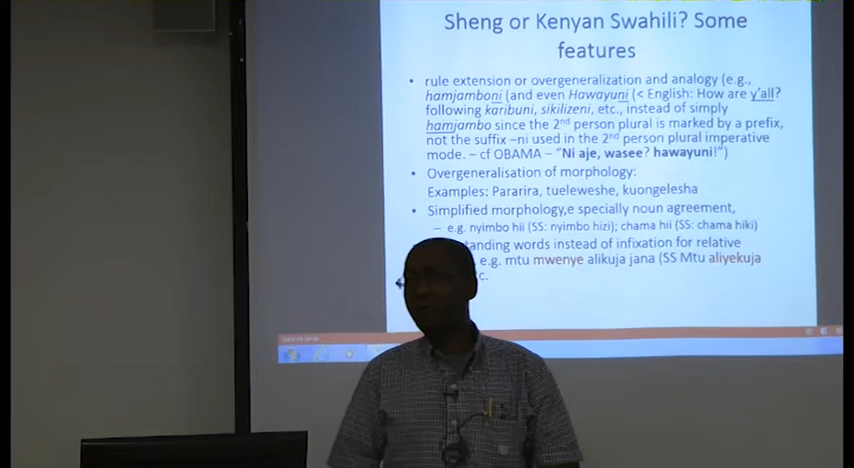 Sheng or Kenyan Swahili? Some
features
• rule extension or overgeneralization and analogy (e.g.,
hamjamboni (and even Hawayuni (< English: How are y'all?
following karibuni, sikilizeni, etc., instead of simply
hamjambo since the 2nd person plural is marked by a prefix,
not the suffix –ni used in the 2nd person plural imperative
mode. – cf OBAMA – "Ni aje, wasee? hawayuni!")
• Overgeneralisation of morphology:
Examples: Pararira, tueleweshe, kuongelesha
• Simplified morphology,e specially noun agreement,
– e.g. nyimbo hii (SS: nyimbo hizi); chama hii (SS: chama hiki)
words instead of infixation for relative
e.g. mtu mwenye alikuja jana (SS Mtu aliyekuja